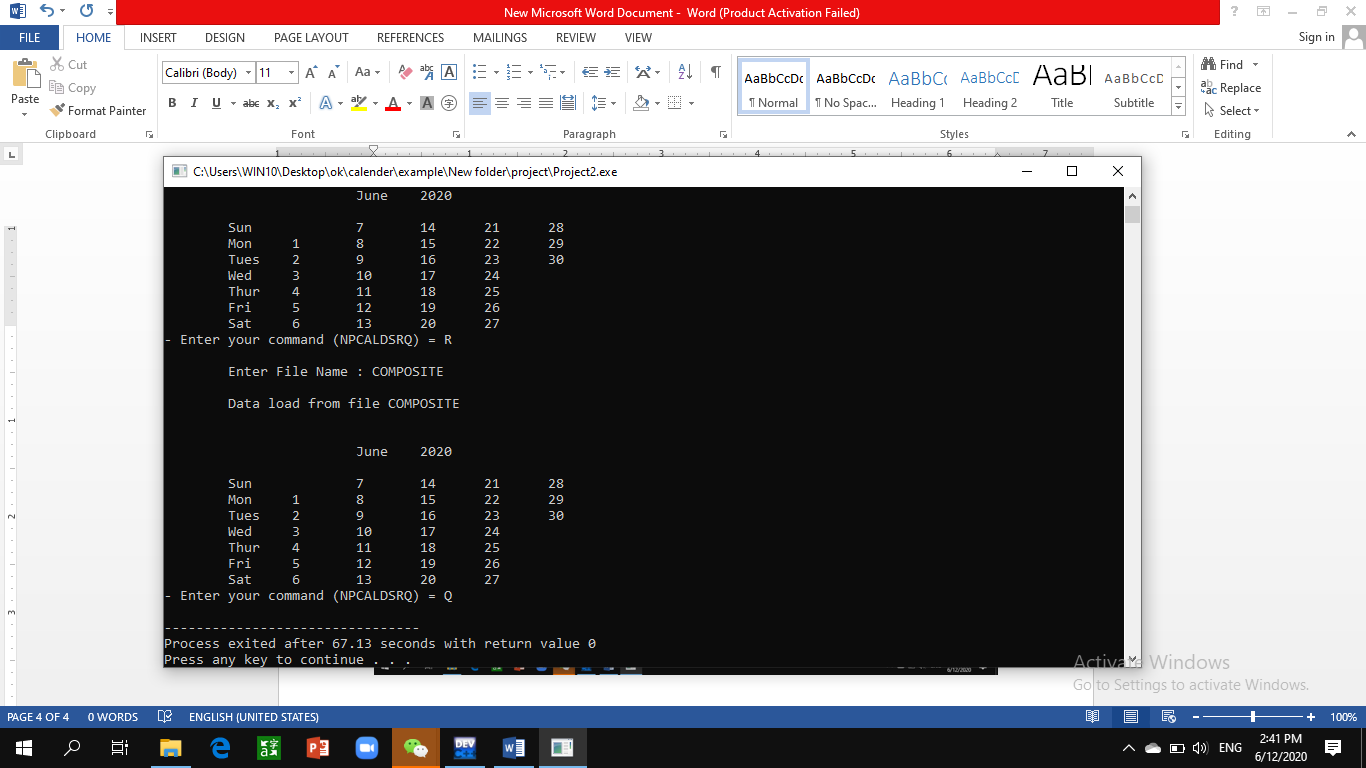 New Microsoft Word Document - Word (Product Activation Failed)
FILE HOME INSERT DESIGN PAGE LAYOUT REFERENCES MAILINGS REVIEW VIEW Sign in
Paste
Cut
Copy
Format Painter
Clipboard
Calibri (Body) 11
Font
Paragraph
AaBbCcDc AaBbCcDc AaBbC AaBbCcD AaB AaBbCcD
¶ Normal ¶ No Spac... Heading 1 Heading 2 Title Subtitle
Styles
Find
Replace
Select
Editing
C:\Users\WIN10\Desktop\ok\calender\example\New folder\project\Project2.exe
June 2020
Sun 7 14 21 28
Mon 1 8 15 22 29
Tues 2 9 16 23 30
Wed 3 10 17 24
Thur 4 11 18 25
Fri 5 12 19 26
Sat 6 13 20 27
- Enter your command (NPCALDSRQ) = R
Enter File Name : COMPOSITE
Data load from file COMPOSITE
June 2020
Sun 7 14 21 28
Mon 1 8 15 22 29
Tues 2 9 16 23 30
Wed 3 10 17 24
Thur 4 11 18 25
Fri 5 12 19 26
Sat 6 13 20 27
- Enter your command (NPCALDSRQ) = Q
--------------------------------
Process exited after 67.13 seconds with return value 0
Press any key to continue . . .
Activate Windows
Go to Settings to activate Windows.
PAGE 4 OF 4 0 WORDS ENGLISH (UNITED STATES) 100%
ENG
2:41 PM
6/12/2020